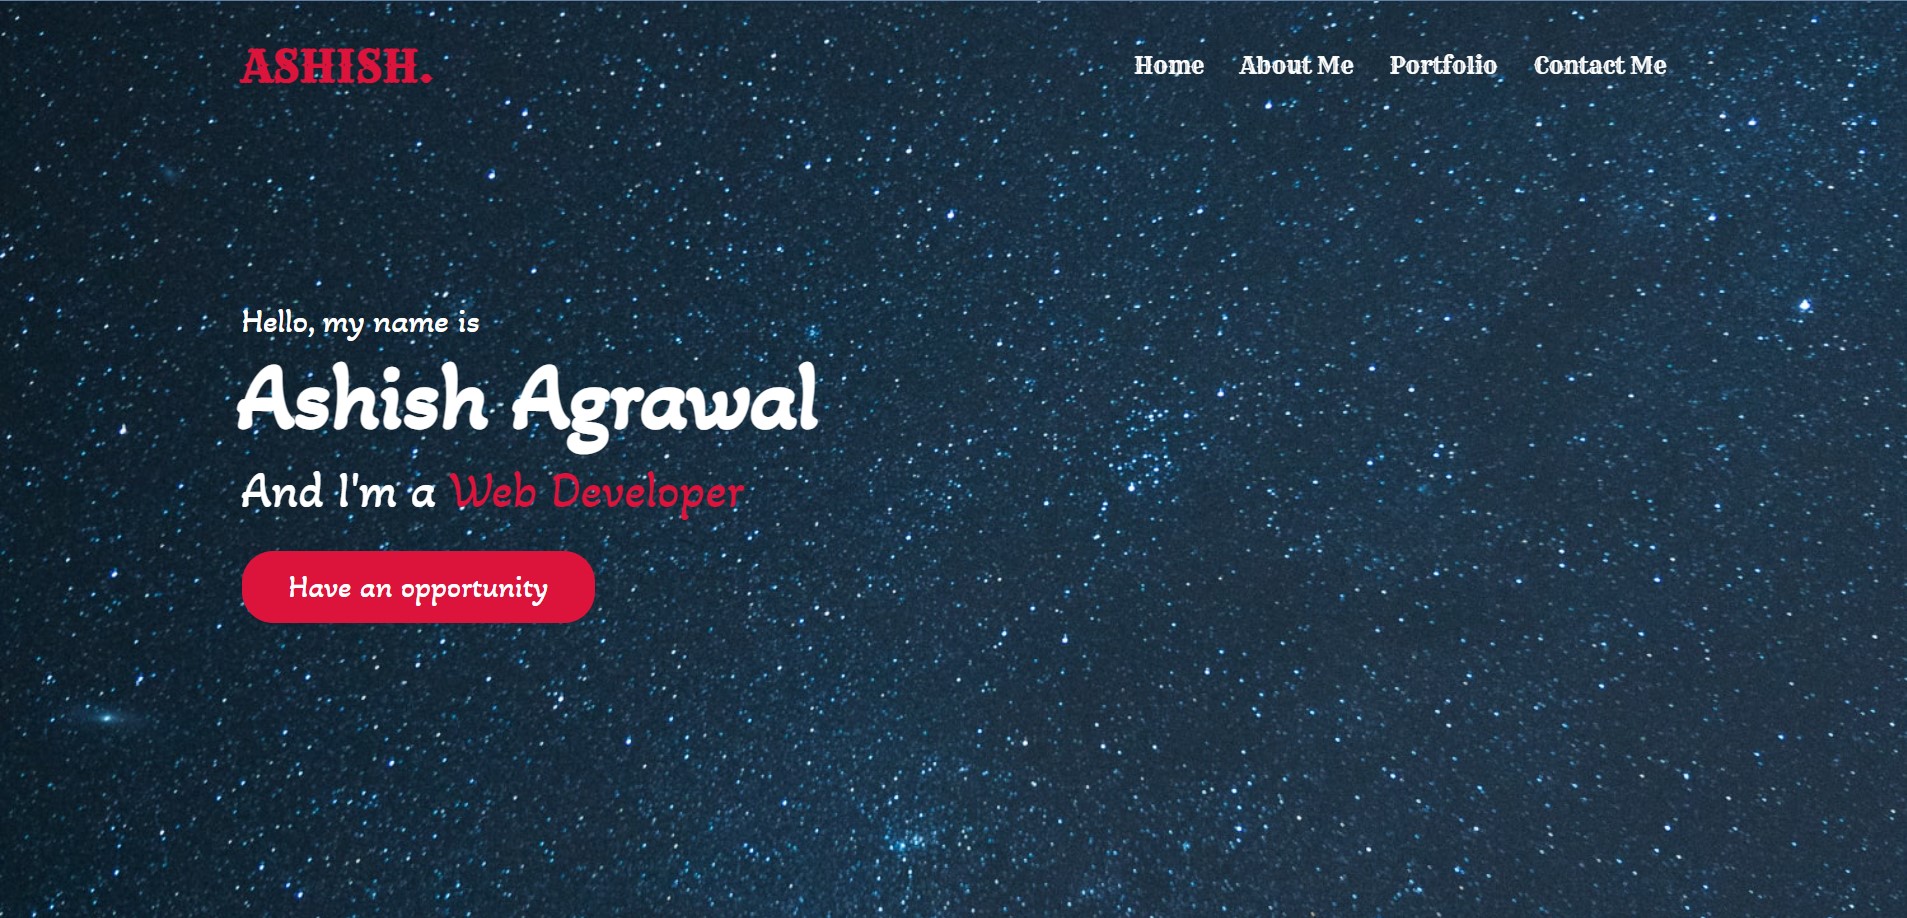 ASHISH.
Home About Me Portfolio Contact Me
Hello, my name is
Ashish Agrawal
And I'm a Web Developer
Have an opportunity